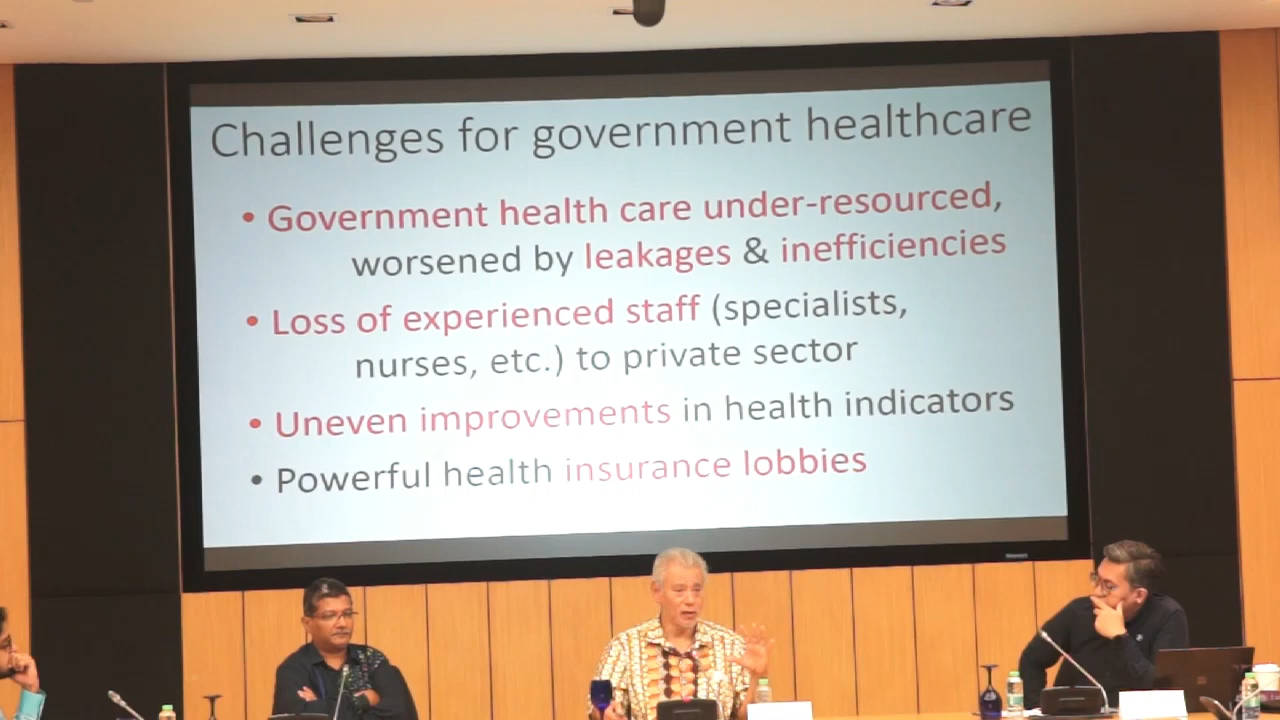 Challenges for government healthcare
• Government health care under-resourced,
worsened by leakages & inefficiencies
• Loss of experienced staff (specialists,
nurses, etc.) to private sector
• Uneven improvements in health indicators
• Powerful health insurance lobbies